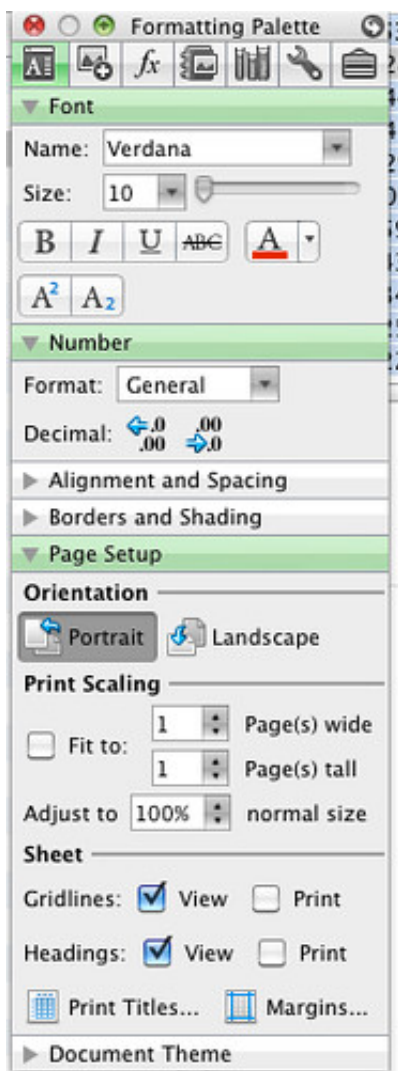 Formatting Palette
A fx
Font
Name: Verdana
Size: 10
B I U ABC A
A² A₂
Number
Format: General
Decimal: .0 .00 .00 .0
Alignment and Spacing
Borders and Shading
Page Setup
Orientation
Portrait Landscape
Print Scaling
Fit to: 1 Page(s) wide
1 Page(s) tall
Adjust to 100% normal size
Sheet
Gridlines: View Print
Headings: View Print
Print Titles... Margins...
Document Theme